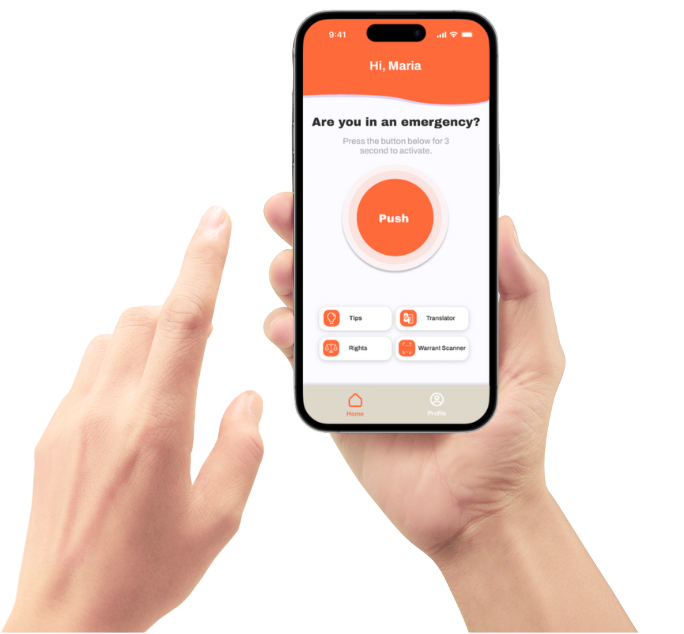 9:41
Hi, Maria
Are you in an emergency?
Press the button below for 3
second to activate.
Push
Tips
Translator
Rights
Warrant Scanner
Home
Profile